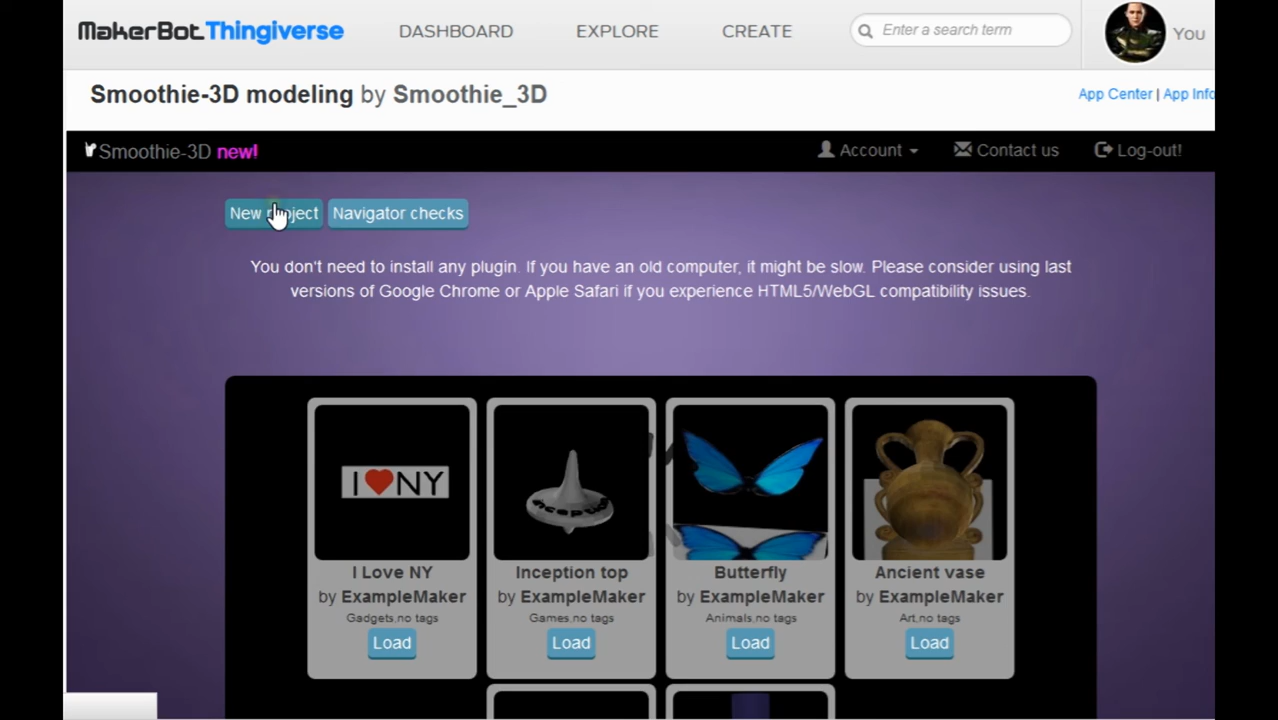 MakerBot Thingiverse DASHBOARD EXPLORE CREATE Enter a search term You
Smoothie-3D modeling by Smoothie_3D App Center | App Info
Smoothie-3D new! Account Contact us Log-out!
New project Navigator checks
You don't need to install any plugin. If you have an old computer, it might be slow. Please consider using last
versions of Google Chrome or Apple Safari if you experience HTML5/WebGL compatibility issues.
I NY
I Love NY
by ExampleMaker
Gadgets,no tags
Load
Inception
Inception top
by ExampleMaker
Games,no tags
Load
Butterfly
by ExampleMaker
Animals,no tags
Load
Ancient vase
by ExampleMaker
Art,no tags
Load